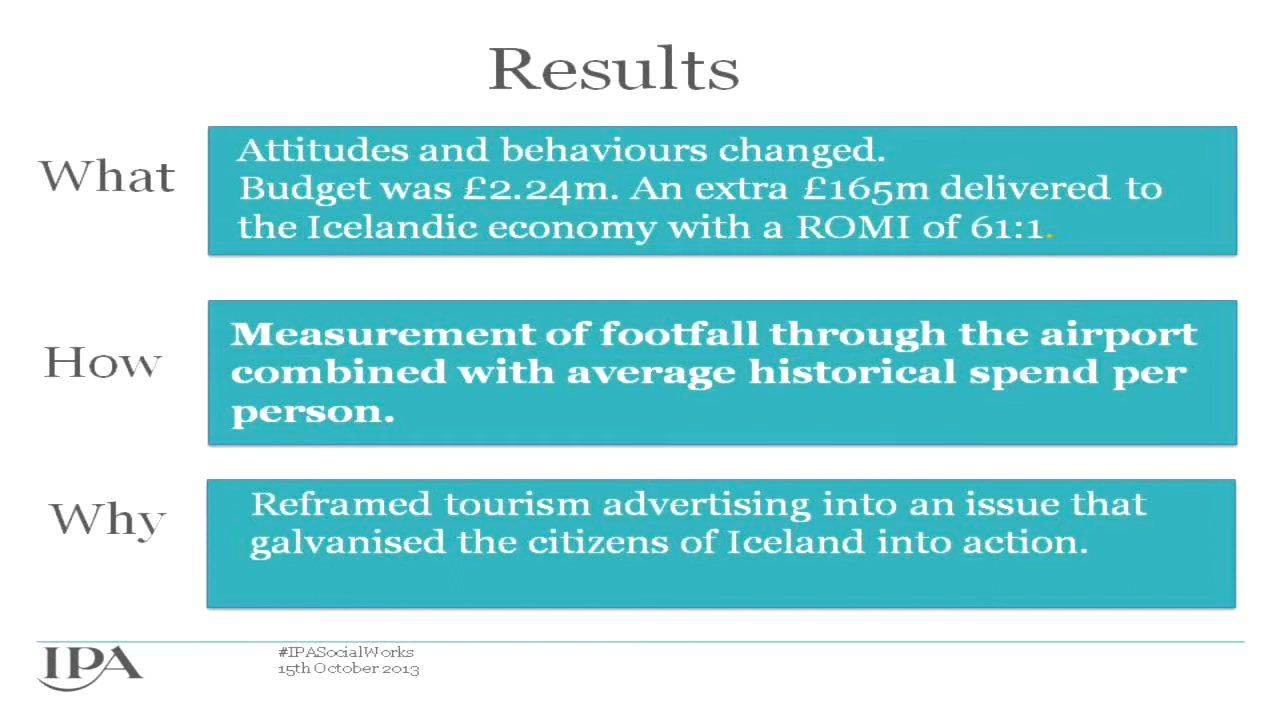 Results
What
Attitudes and behaviours changed.
Budget was £2.24m. An extra £165m delivered to
the Icelandic economy with a ROMI of 61:1.
How
Measurement of footfall through the airport
combined with average historical spend per
person.
Why
Reframed tourism advertising into an issue that
galvanised the citizens of Iceland into action.
IPA
#IPASocialWorks
15th October 2013